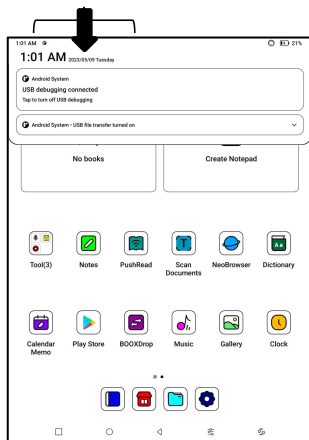 1:01 AM
21%
1:01 AM 2023/05/09 Tuesday
Android System
USB debugging connected
Tap to turn off USB debugging
Android System • USB file transfer turned on
No books
Create Notepad
Tool(3)
Notes
PushRead
Scan Documents
NeoBrowser
Dictionary
Calendar Memo
Play Store
BOOXDrop
Music
Gallery
Clock